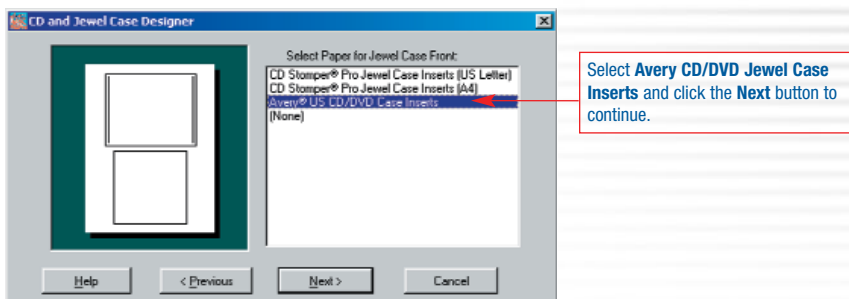 CD and Jewel Case Designer
Select Paper for Jewel Case Front:
CD Stomper® Pro Jewel Case Inserts (US Letter)
CD Stomper® Pro Jewel Case Inserts (A4)
Avery® US CD/DVD Case Inserts
(None)
Help
< Previous
Next >
Cancel
Select Avery CD/DVD Jewel Case
Inserts and click the Next button to
continue.